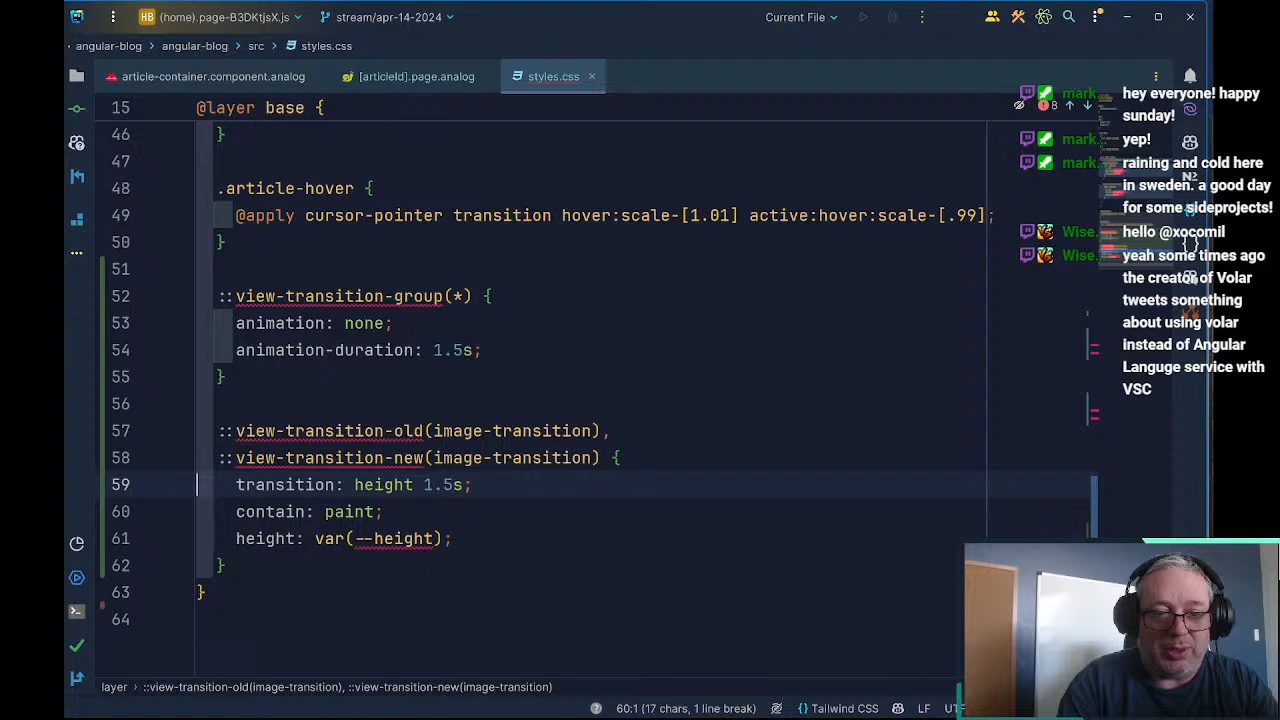 HB (home).page-B3DKtjsX.js
stream/apr-14-2024
Current File
angular-blog
angular-blog
src
styles.css
article-container.component.analog
[articleId].page.analog
styles.css
15 @layer base {
8
46 }
47
48 .article-hover {
49 @apply cursor-pointer transition hover:scale-[1.01] active:hover:scale-[.99];
50 }
51
52 ::view-transition-group(*) {
53 animation: none;
54 animation-duration: 1.5s;
55 }
56
57 ::view-transition-old(image-transition),
58 ::view-transition-new(image-transition) {
59 transition: height 1.5s;
60 contain: paint;
61 height: var(--height);
62 }
63 }
64
mark.. hey everyone! happy
sunday!
mark.. yep!
mark.. raining and cold here
in sweden. a good day
for some sideprojects!
Wise. hello @xocomil
Wise. yeah some times ago
the creator of Volar
tweets something
about using volar
instead of Angular
Languge service with
VSC
layer
::view-transition-old(image-transition), ::view-transition-new(image-transition)
60:1 (17 chars, 1 line break)
Tailwind CSS
LF